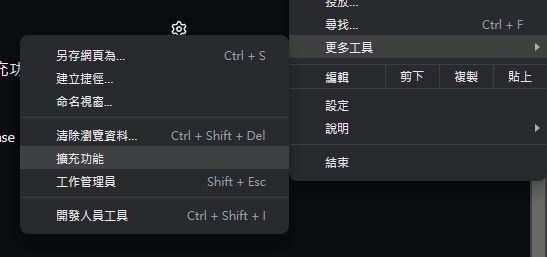 投放...
尋找... Ctrl + F
更多工具
編輯 剪下 複製 貼上
設定
說明
結束
另存網頁為... Ctrl + S
建立捷徑...
命名視窗...
清除瀏覽資料... Ctrl + Shift + Del
擴充功能
工作管理員 Shift + Esc
開發人員工具 Ctrl + Shift + I
充功
ase